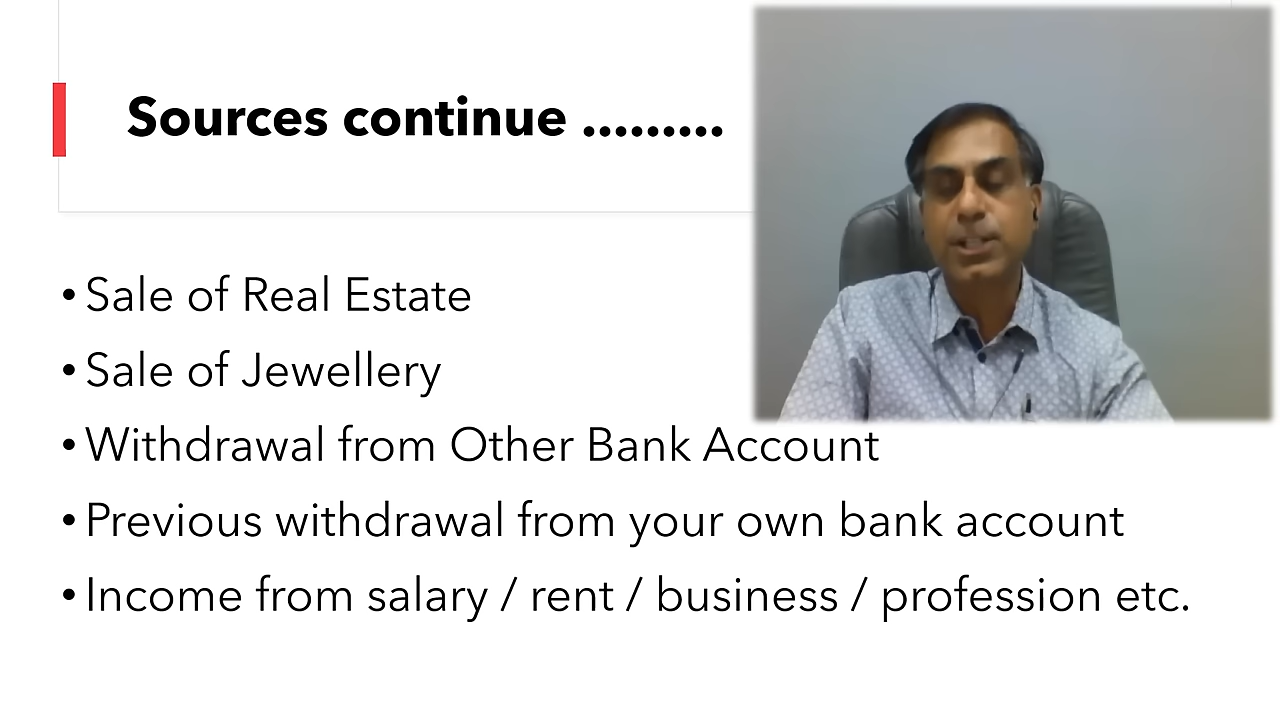 Sources continue .........
• Sale of Real Estate
• Sale of Jewellery
• Withdrawal from Other Bank Account
• Previous withdrawal from your own bank account
• Income from salary / rent / business / profession etc.